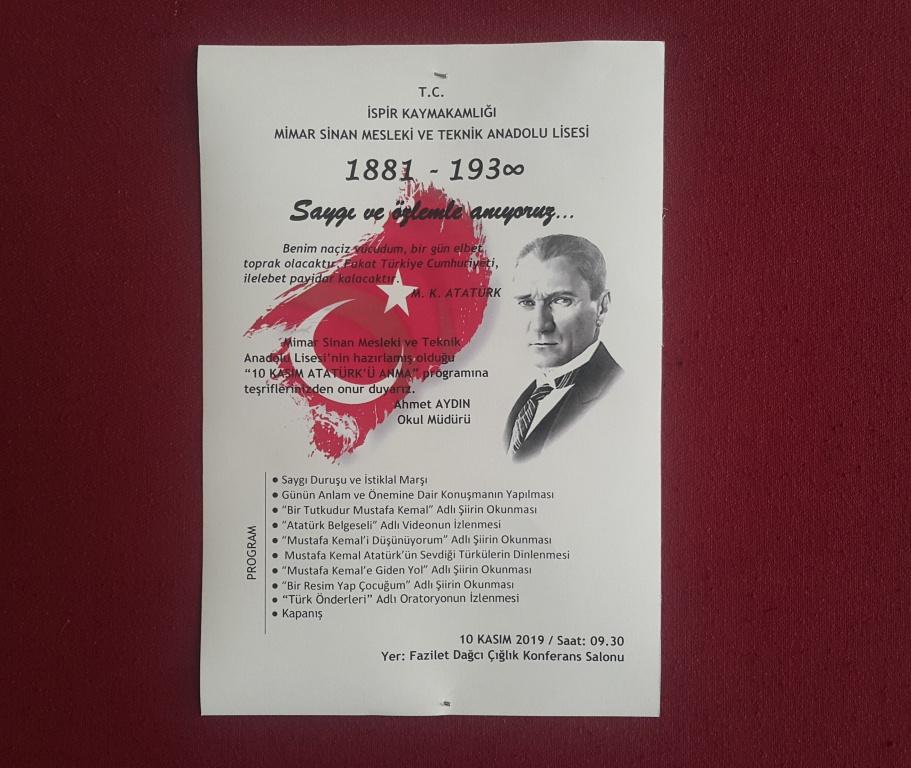 T.C.
İSPİR KAYMAKAMLIĞI
MİMAR SİNAN MESLEKİ VE TEKNİK ANADOLU LİSESİ
1881 - 193∞
Saygı ve özlemle anıyoruz...
Benim naçiz vücudum, bir gün elbet
toprak olacaktır. Fakat Türkiye Cumhuriyeti,
ilelebet payidar kalacaktır.
M. K. ATATÜRK
Mimar Sinan Mesleki ve Teknik
Anadolu Lisesi'nin hazırlamış olduğu
“10 KASIM ATATÜRK'Ü ANMA” programına
teşriflerinizden onur duyarız.
Ahmet AYDIN
Okul Müdürü
PROGRAM
● Saygı Duruşu ve İstiklal Marşı
● Günün Anlam ve Önemine Dair Konuşmanın Yapılması
● “Bir Tutkudur Mustafa Kemal” Adlı Şiirin Okunması
● “Atatürk Belgeseli” Adlı Videonun İzlenmesi
● “Mustafa Kemal'i Düşünüyorum” Adlı Şiirin Okunması
● Mustafa Kemal Atatürk'ün Sevdiği Türkülerin Dinlenmesi
● “Mustafa Kemal'e Giden Yol” Adlı Şiirin Okunması
● “Bir Resim Yap Çocuğum” Adlı Şiirin Okunması
● “Türk Önderleri” Adlı Oratoryonun İzlenmesi
● Kapanış
10 KASIM 2019 / Saat: 09.30
Yer: Fazilet Dağcı Çığlık Konferans Salonu